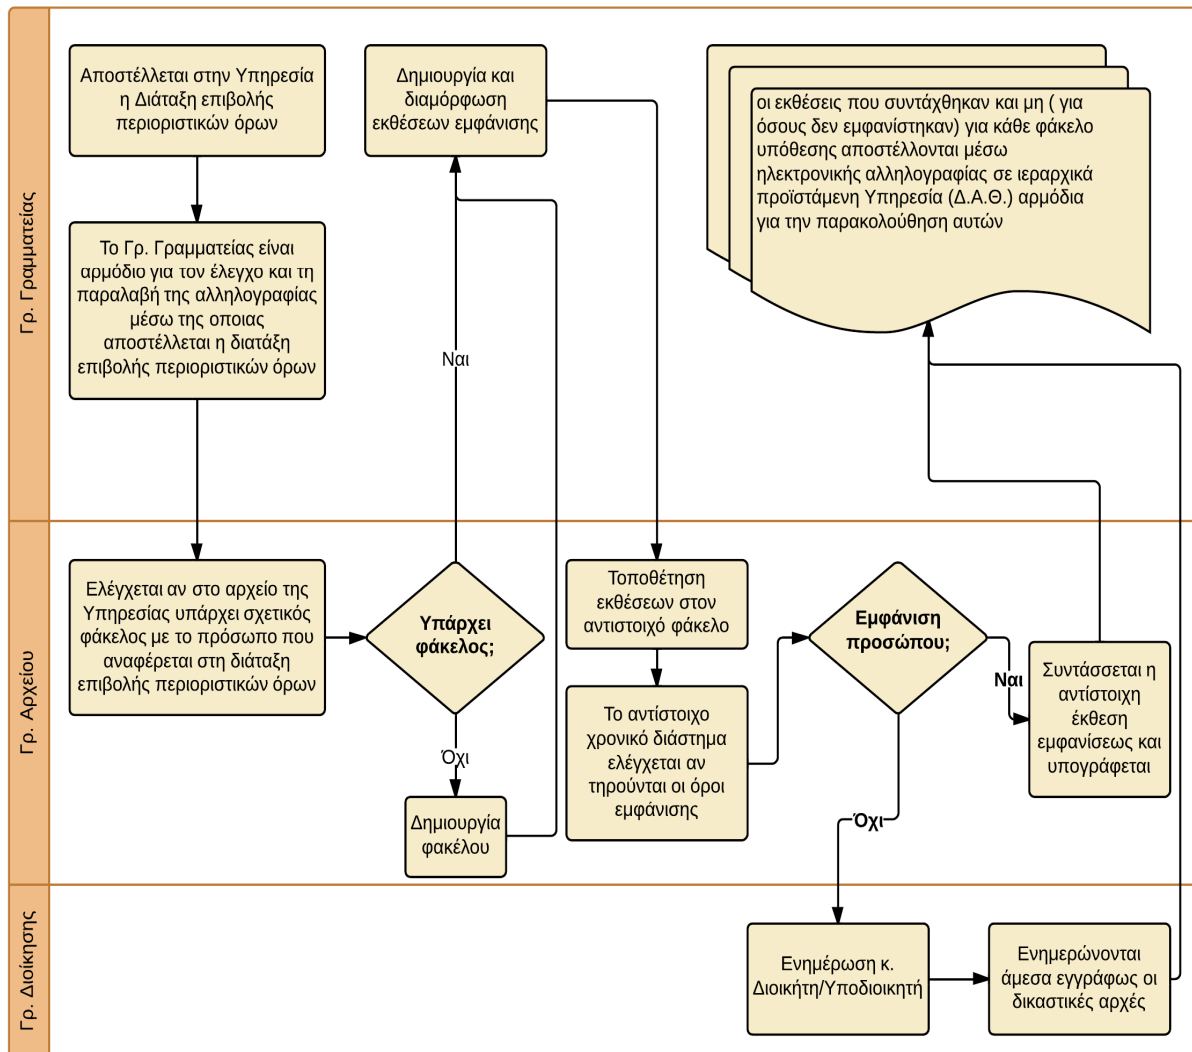 Γρ. Γραμματείας
Αποστέλλεται στην Υπηρεσία
η Διάταξη επιβολής
περιοριστικών όρων
Το Γρ. Γραμματείας είναι
αρμόδιο για τον έλεγχο και τη
παραλαβή της αλληλογραφίας
μέσω της οποιας
αποστέλλεται η διατάξη
επιβολής περιοριστικών όρων
Δημιουργία και
διαμόρφωση
εκθέσεων εμφάνισης
Ναι
οι εκθέσεις που συντάχθηκαν και μη ( για
όσους δεν εμφανίστηκαν) για κάθε φάκελο
υπόθεσης αποστέλλονται μέσω
ηλεκτρονικής αλληλογραφίας σε ιεραρχικά
προϊστάμενη Υπηρεσία (Δ.Α.Θ.) αρμόδια
για την παρακολούθηση αυτών
Γρ. Αρχείου
Ελέγχεται αν στο αρχείο της
Υπηρεσίας υπάρχει σχετικός
φάκελος με το πρόσωπο που
αναφέρεται στη διάταξη
επιβολής περιοριστικών όρων
Υπάρχει
φάκελος;
Όχι
Δημιουργία
φακέλου
Τοποθέτηση
εκθέσεων στον
αντιστοιχό φάκελο
Το αντίστοιχο
χρονικό διάστημα
ελέγχεται αν
τηρούνται οι όροι
εμφάνισης
Εμφάνιση
προσώπου;
Ναι
Συντάσσεται η
αντίστοιχη
έκθεση
εμφανίσεως και
υπογράφεται
Όχι
Γρ. Διοίκησης
Ενημέρωση κ.
Διοικήτη/Υποδιοικητή
Ενημερώνονται
άμεσα εγγράφως οι
δικαστικές αρχές